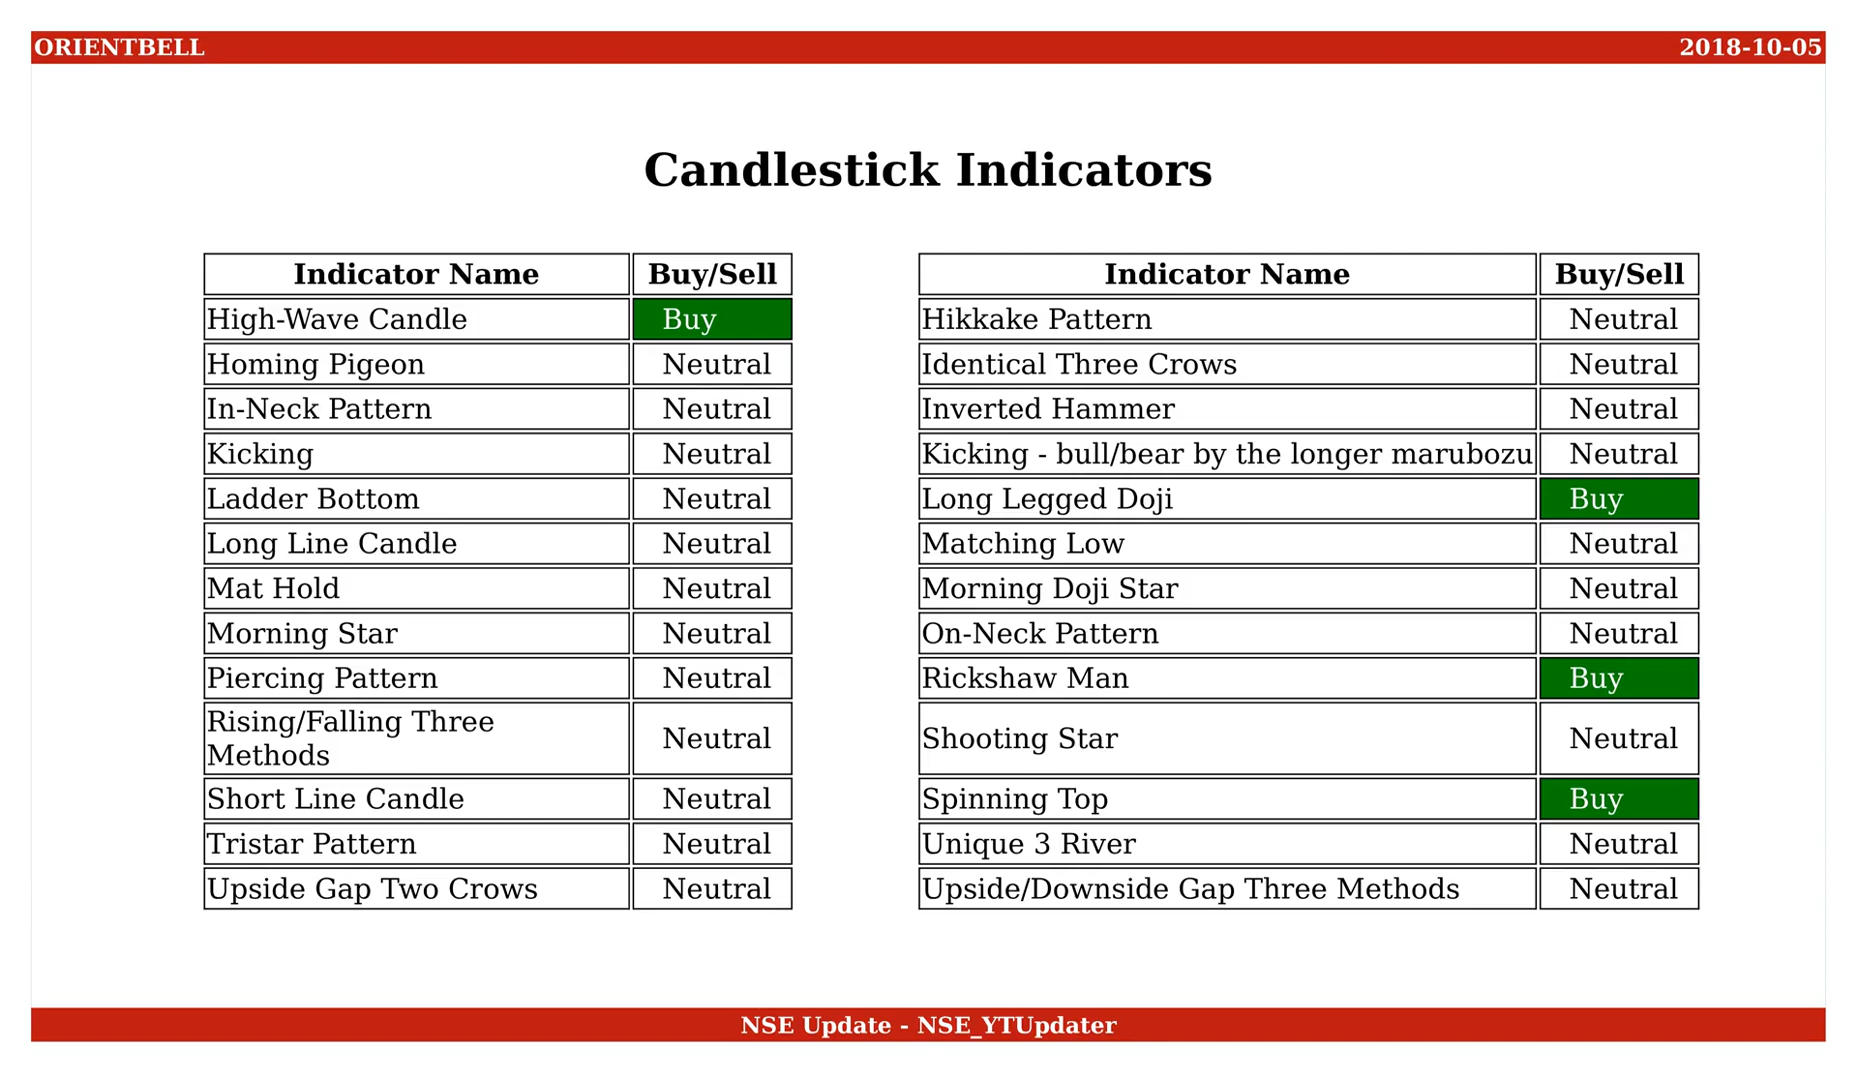 ORIENTBELL 2018-10-05
Candlestick Indicators
Indicator Name Buy/Sell
High-Wave Candle Buy
Homing Pigeon Neutral
In-Neck Pattern Neutral
Kicking Neutral
Ladder Bottom Neutral
Long Line Candle Neutral
Mat Hold Neutral
Morning Star Neutral
Piercing Pattern Neutral
Rising/Falling Three
Methods Neutral
Short Line Candle Neutral
Tristar Pattern Neutral
Upside Gap Two Crows Neutral
Indicator Name Buy/Sell
Hikkake Pattern Neutral
Identical Three Crows Neutral
Inverted Hammer Neutral
Kicking - bull/bear by the longer marubozu Neutral
Long Legged Doji Buy
Matching Low Neutral
Morning Doji Star Neutral
On-Neck Pattern Neutral
Rickshaw Man Buy
Shooting Star Neutral
Spinning Top Buy
Unique 3 River Neutral
Upside/Downside Gap Three Methods Neutral
NSE Update - NSE_YTUpdater